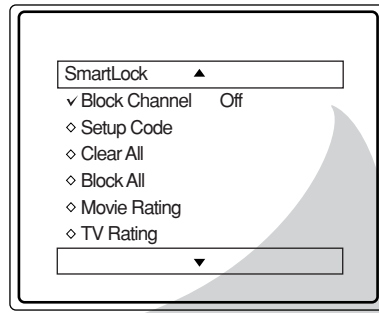 SmartLock ▲
✓ Block Channel Off
◇ Setup Code
◇ Clear All
◇ Block All
◇ Movie Rating
◇ TV Rating
▼